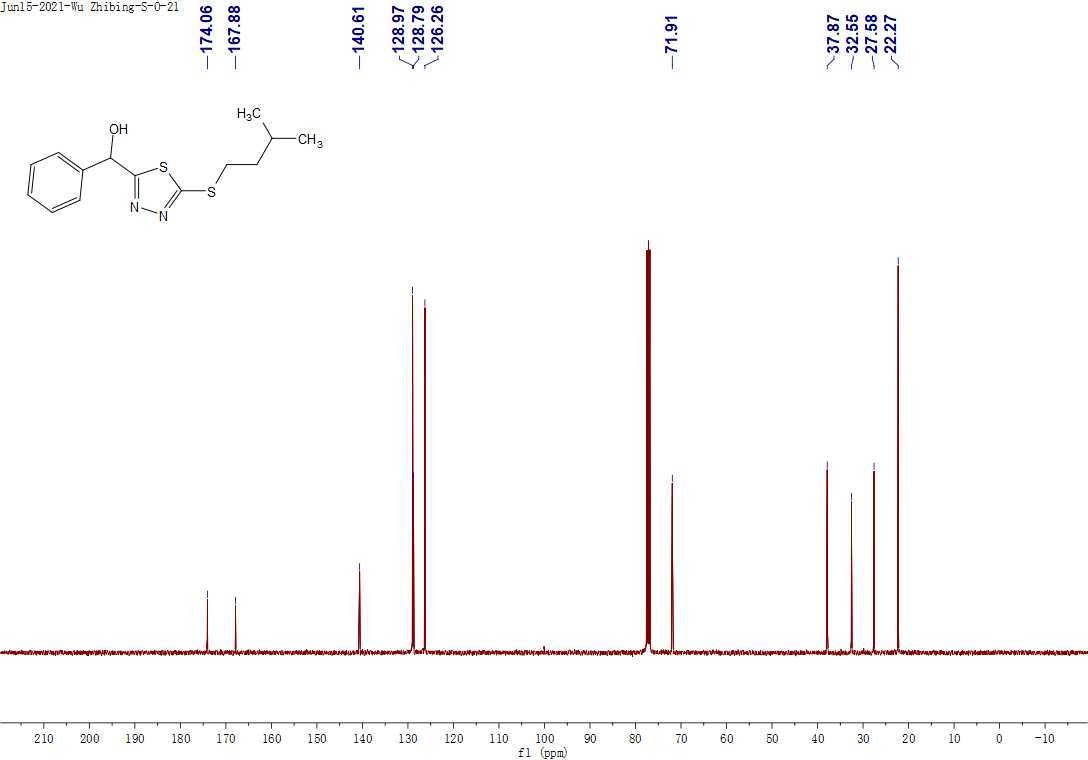 Jun15-2021-Wu Zhibing-S-O-21
174.06
167.88
140.61
128.97
128.79
126.26
71.91
37.87
32.55
27.58
22.27
H3C
OH
CH3
S
S
N
N
210 200 190 180 170 160 150 140 130 120 110 100 90 80 70 60 50 40 30 20 10 0 -10
f1 (ppm)